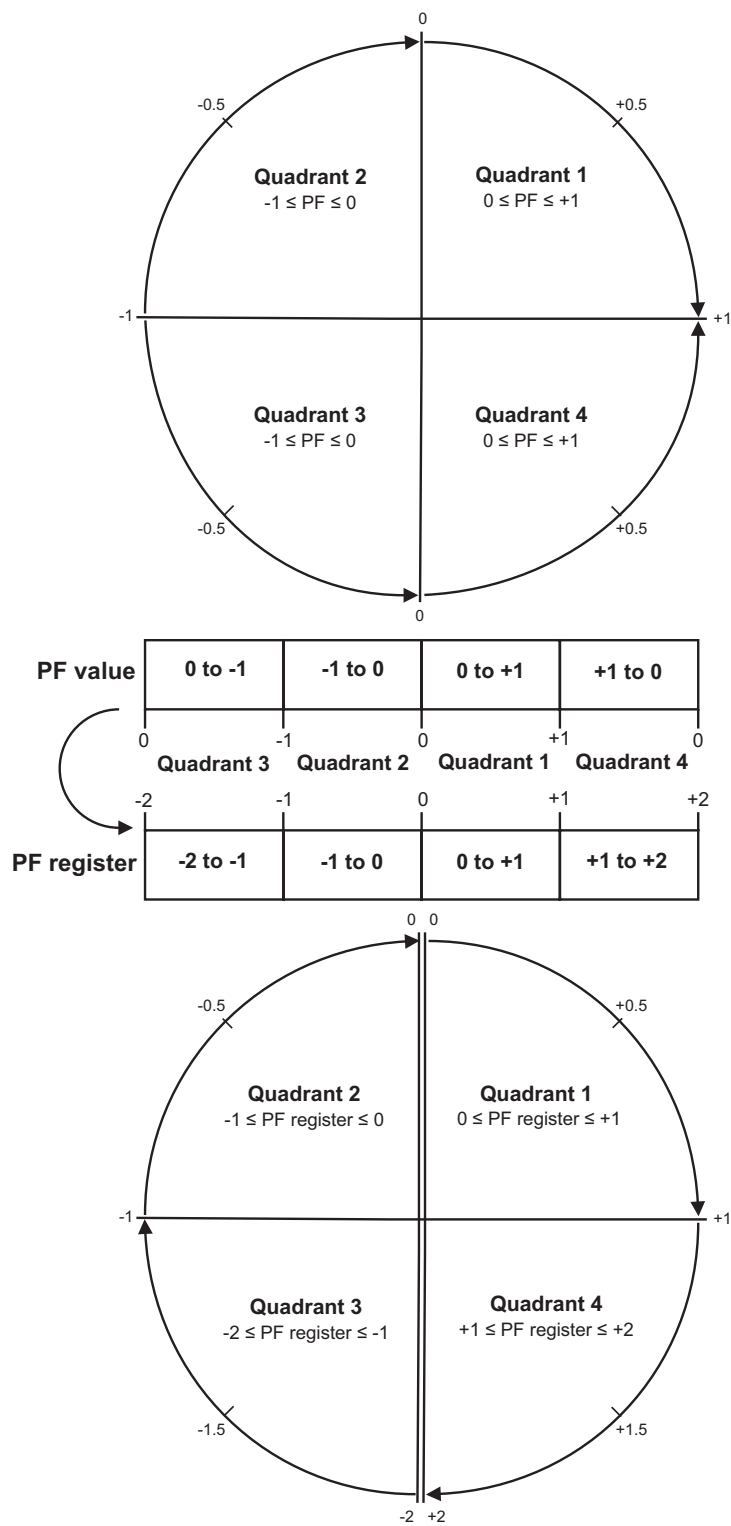 0
-0.5
+0.5
Quadrant 2
-1 ≤ PF ≤ 0
Quadrant 1
0 ≤ PF ≤ +1
-1
+1
Quadrant 3
-1 ≤ PF ≤ 0
Quadrant 4
0 ≤ PF ≤ +1
-0.5
+0.5
0
PF value
0 to -1
-1 to 0
0 to +1
+1 to 0
0
-1
0
+1
0
Quadrant 3
Quadrant 2
Quadrant 1
Quadrant 4
-2
-1
0
+1
+2
PF register
-2 to -1
-1 to 0
0 to +1
+1 to +2
0
0
-0.5
+0.5
Quadrant 2
-1 ≤ PF register ≤ 0
Quadrant 1
0 ≤ PF register ≤ +1
-1
+1
Quadrant 3
-2 ≤ PF register ≤ -1
Quadrant 4
+1 ≤ PF register ≤ +2
-1.5
+1.5
-2
+2